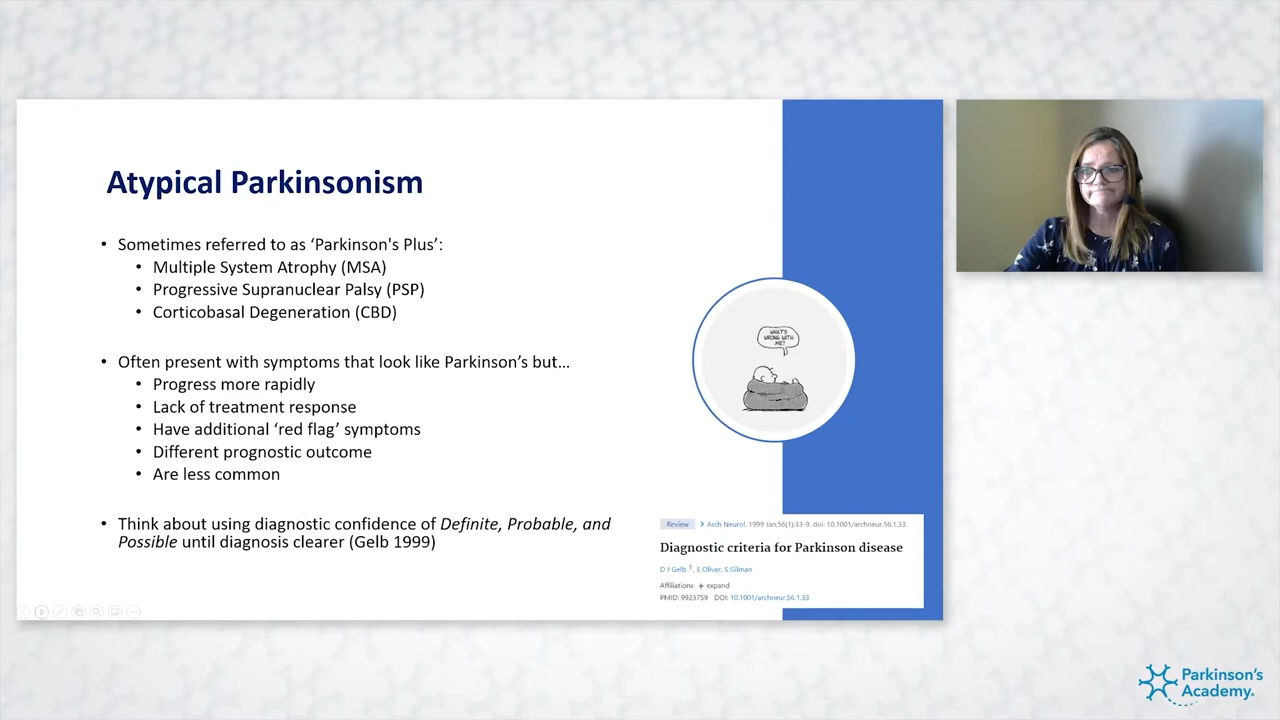 Atypical Parkinsonism
• Sometimes referred to as ‘Parkinson's Plus’:
• Multiple System Atrophy (MSA)
• Progressive Supranuclear Palsy (PSP)
• Corticobasal Degeneration (CBD)
• Often present with symptoms that look like Parkinson’s but...
• Progress more rapidly
• Lack of treatment response
• Have additional ‘red flag’ symptoms
• Different prognostic outcome
• Are less common
• Think about using diagnostic confidence of Definite, Probable, and
Possible until diagnosis clearer (Gelb 1999)
WHAT'S
WRONG WITH
ME?
Review > Arch Neurol. 1999 Jan;56(1):33-9. doi: 10.1001/archneur.56.1.33.
Diagnostic criteria for Parkinson disease
D J Gelb 1, E Oliver, S Gilman
Affiliations + expand
PMID: 9923759 DOI: 10.1001/archneur.56.1.33
Parkinson's
Academy.